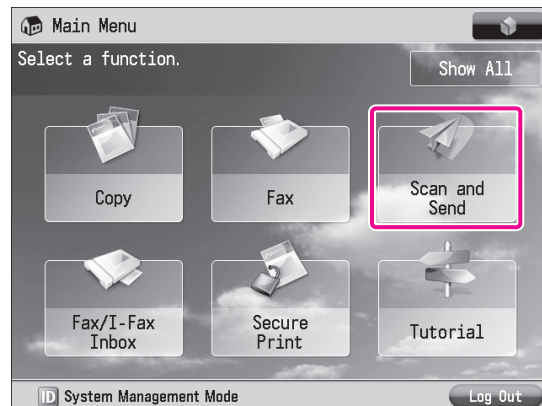 Main Menu
Select a function.
Show All
Copy
Fax
Scan and
Send
Fax/I-Fax
Inbox
Secure
Print
Tutorial
ID System Management Mode
Log Out